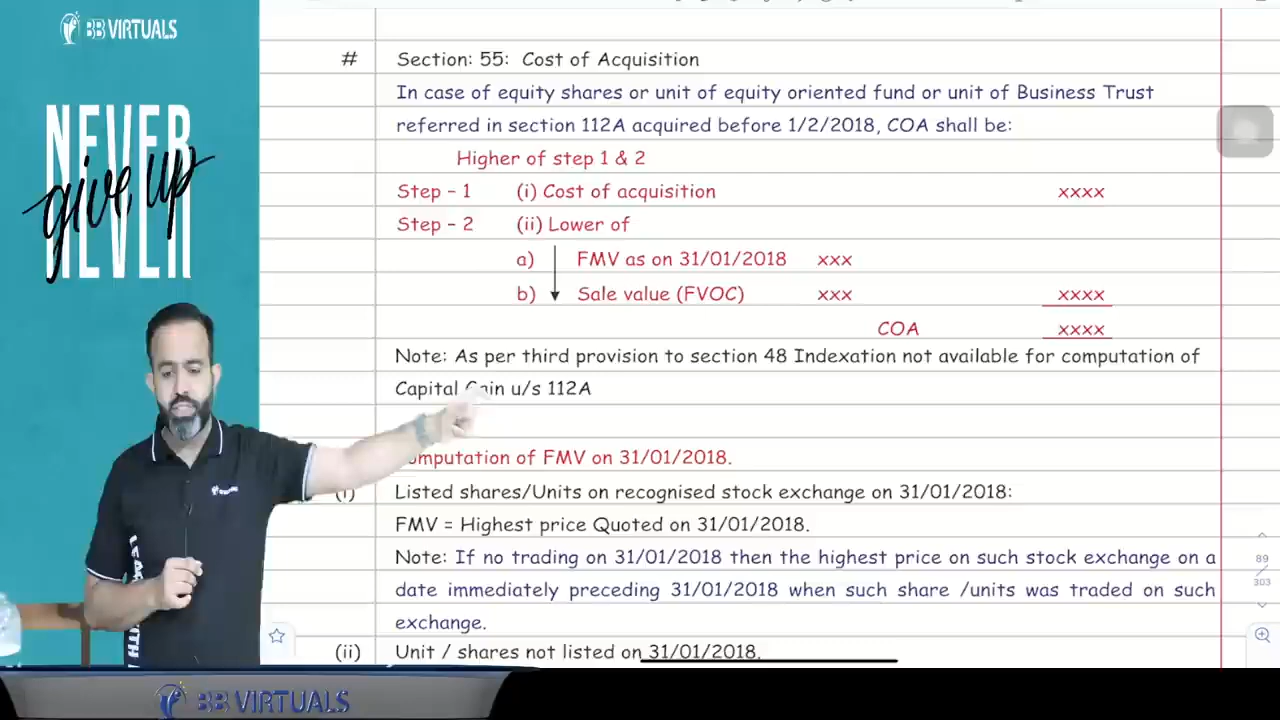 BB VIRTUALS
NEVER
give up
NEVER
# Section: 55: Cost of Acquisition
In case of equity shares or unit of equity oriented fund or unit of Business Trust
referred in section 112A acquired before 1/2/2018, COA shall be:
Higher of step 1 & 2
Step - 1 (i) Cost of acquisition xxxx
Step - 2 (ii) Lower of
a) FMV as on 31/01/2018 xxx
b) Sale value (FVOC) xxx xxxx
COA xxxx
Note: As per third provision to section 48 Indexation not available for computation of
Capital Gain u/s 112A
omputation of FMV on 31/01/2018.
(i) Listed shares/Units on recognised stock exchange on 31/01/2018:
FMV = Highest price Quoted on 31/01/2018.
Note: If no trading on 31/01/2018 then the highest price on such stock exchange on a
date immediately preceding 31/01/2018 when such share /units was traded on such
exchange.
(ii) Unit / shares not listed on 31/01/2018.
89
303
BB VIRTUALS